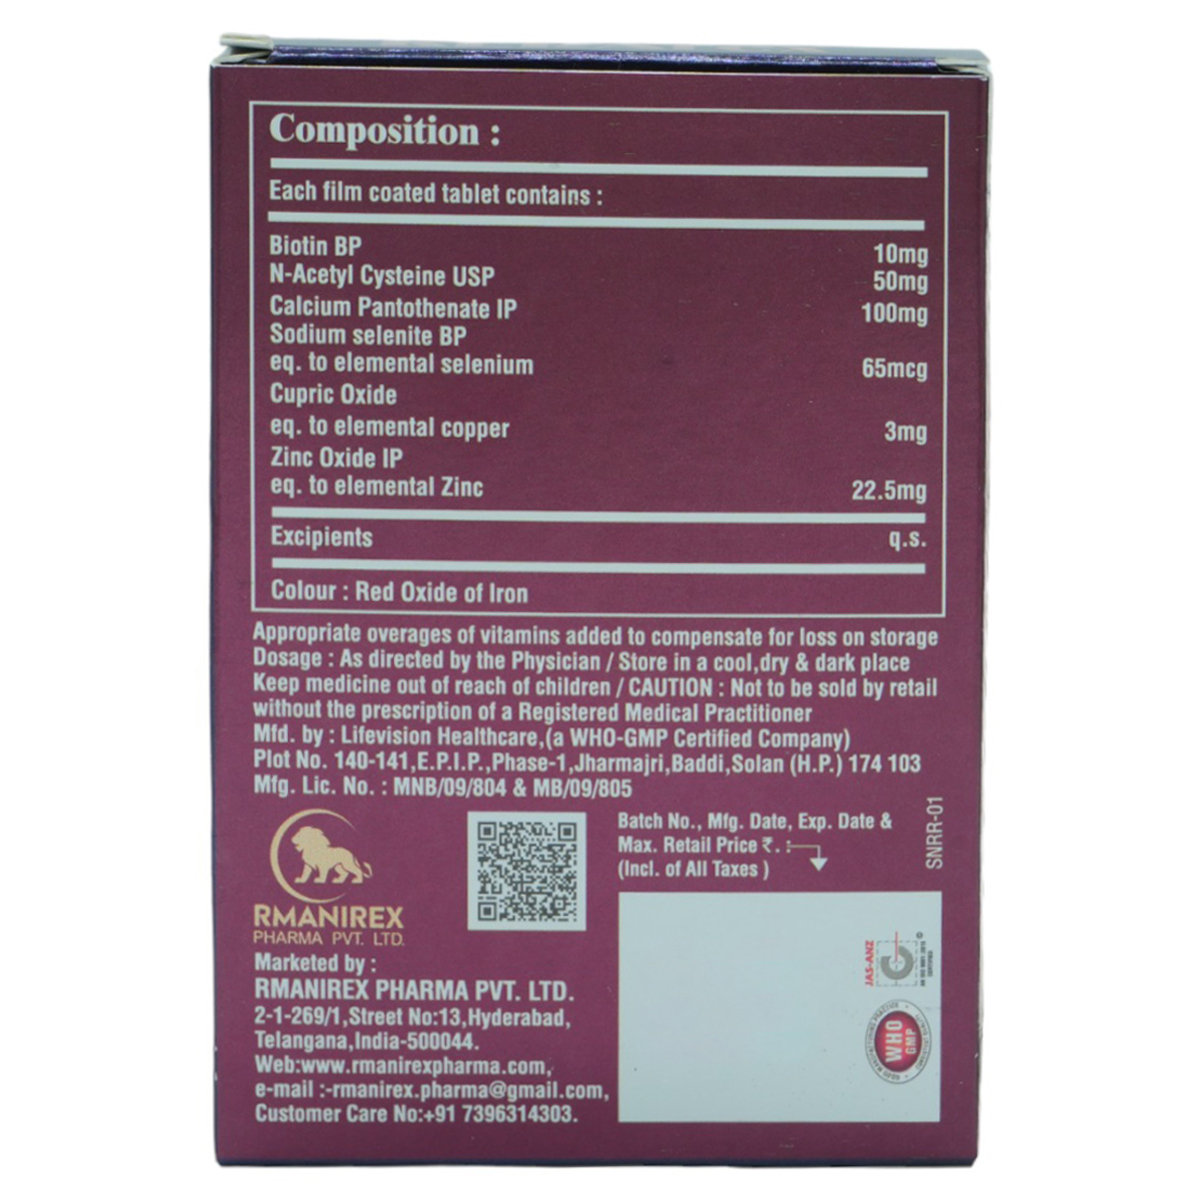 Composition :
Each film coated tablet contains :
Biotin BP 10mg
N-Acetyl Cysteine USP 50mg
Calcium Pantothenate IP 100mg
Sodium selenite BP
eq. to elemental selenium 65mcg
Cupric Oxide
eq. to elemental copper 3mg
Zinc Oxide IP
eq. to elemental Zinc 22.5mg
Excipients q.s.
Colour : Red Oxide of Iron
Appropriate overages of vitamins added to compensate for loss on storage
Dosage : As directed by the Physician / Store in a cool,dry & dark place
Keep medicine out of reach of children / CAUTION : Not to be sold by retail
without the prescription of a Registered Medical Practitioner
Mfd. by : Lifevision Healthcare,(a WHO-GMP Certified Company)
Plot No. 140-141,E.P.I.P.,Phase-1,Jharmajri,Baddi,Solan (H.P.) 174 103
Mfg. Lic. No. : MNB/09/804 & MB/09/805
Batch No., Mfg. Date, Exp. Date &
Max. Retail Price ₹. :
(Incl. of All Taxes )
SNRR-01
RMANIREX
PHARMA PVT. LTD.
Marketed by :
RMANIREX PHARMA PVT. LTD.
2-1-269/1,Street No:13,Hyderabad,
Telangana,India-500044.
Web:www.rmanirexpharma.com,
e-mail :-rmanirex.pharma@gmail.com,
Customer Care No:+91 7396314303.
JAS-ANZ
WHO
GMP